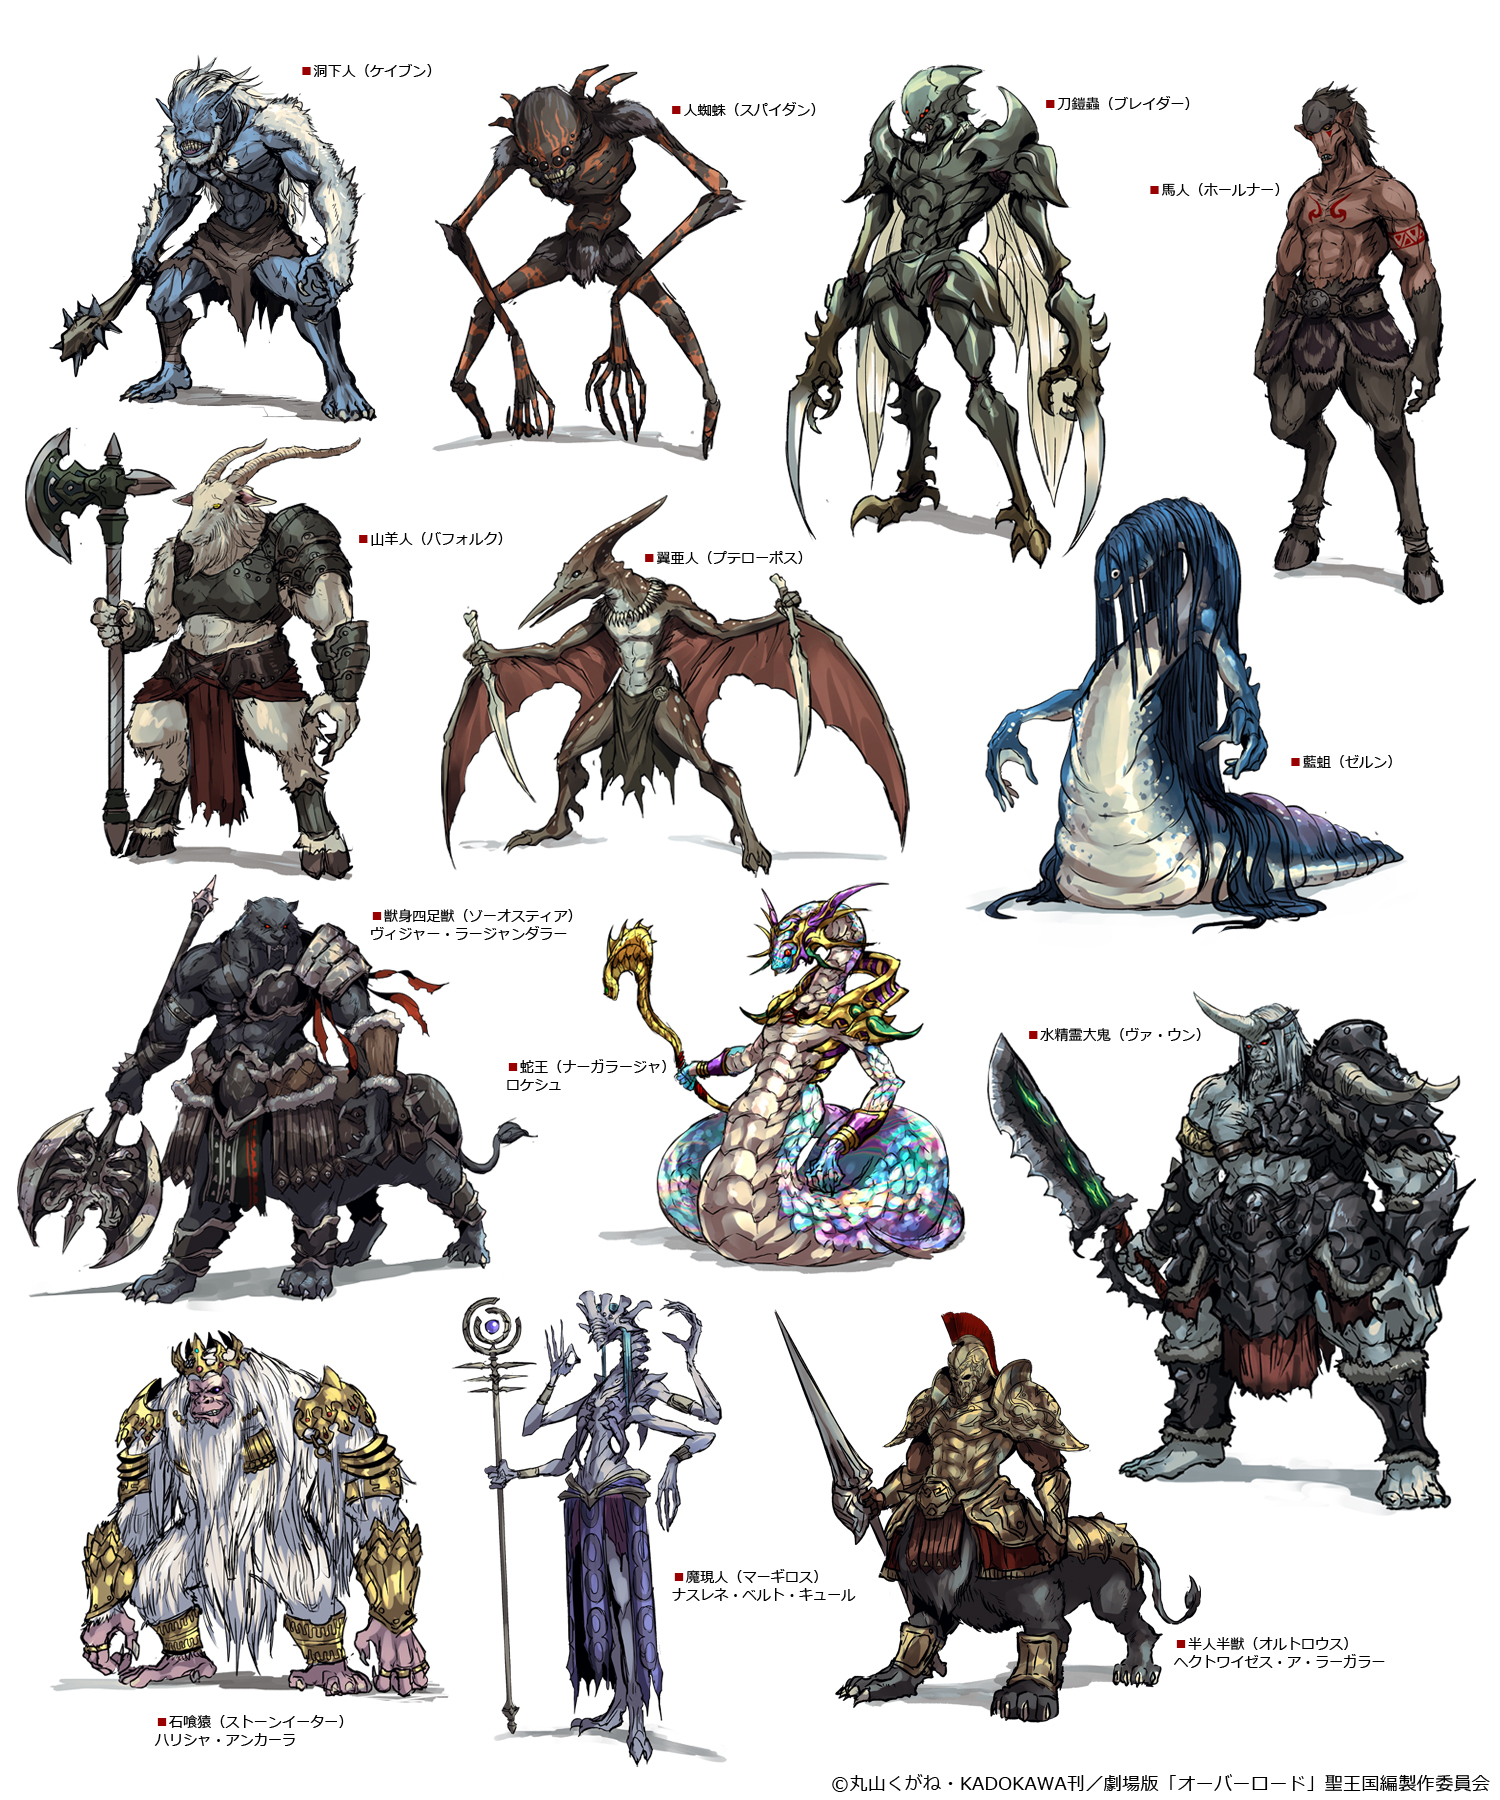 ■洞下人（ケイブン）
■人蜘蛛（スパイダン）
■刀鎧蟲（ブレイダー）
■馬人（ホールナー）
■山羊人（バフォルク）
■翼亜人（プテローポス）
■藍蛆（ゼルン）
■獣身四足獣（ゾーオスティア）
ヴィジャー・ラージャンダラー
■蛇王（ナーガラージャ）
ロケシュ
■水精霊大鬼（ヴァ・ウン）
■石喰猿（ストーンイーター）
ハリシャ・アンカーラ
■魔現人（マーギロス）
ナスレネ・ベルト・キュール
■半人半獣（オルトロウス）
ヘクトワイゼス・ア・ラーガラー
©丸山くがね・KADOKAWA刊／劇場版「オーバーロード」聖王国編製作委員会